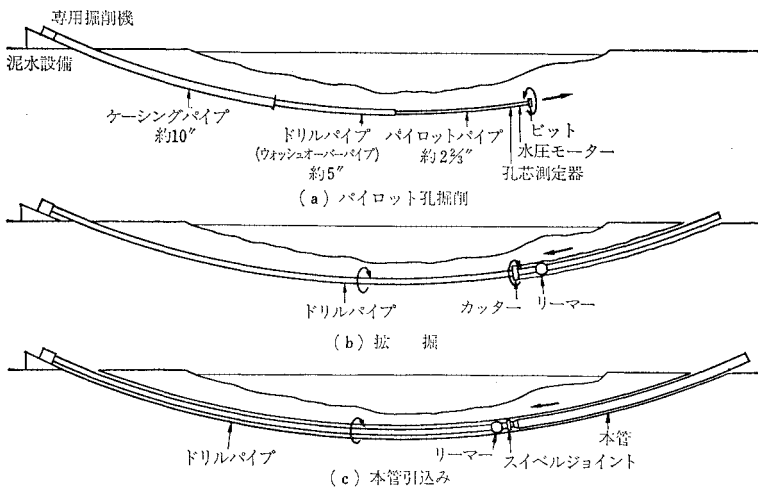 専用掘削機
泥水設備
ケーシングパイプ
約10″
ドリルパイプ
(ウォッシュオーバーパイプ)
約5″
パイロットパイプ
約2⅔″
ビット
水圧モーター
孔芯測定器
(a) パイロット孔掘削
ドリルパイプ
カッター
リーマー
(b) 拡 掘
ドリルパイプ
リーマー
スイベルジョイント
本管
(c) 本管引込み